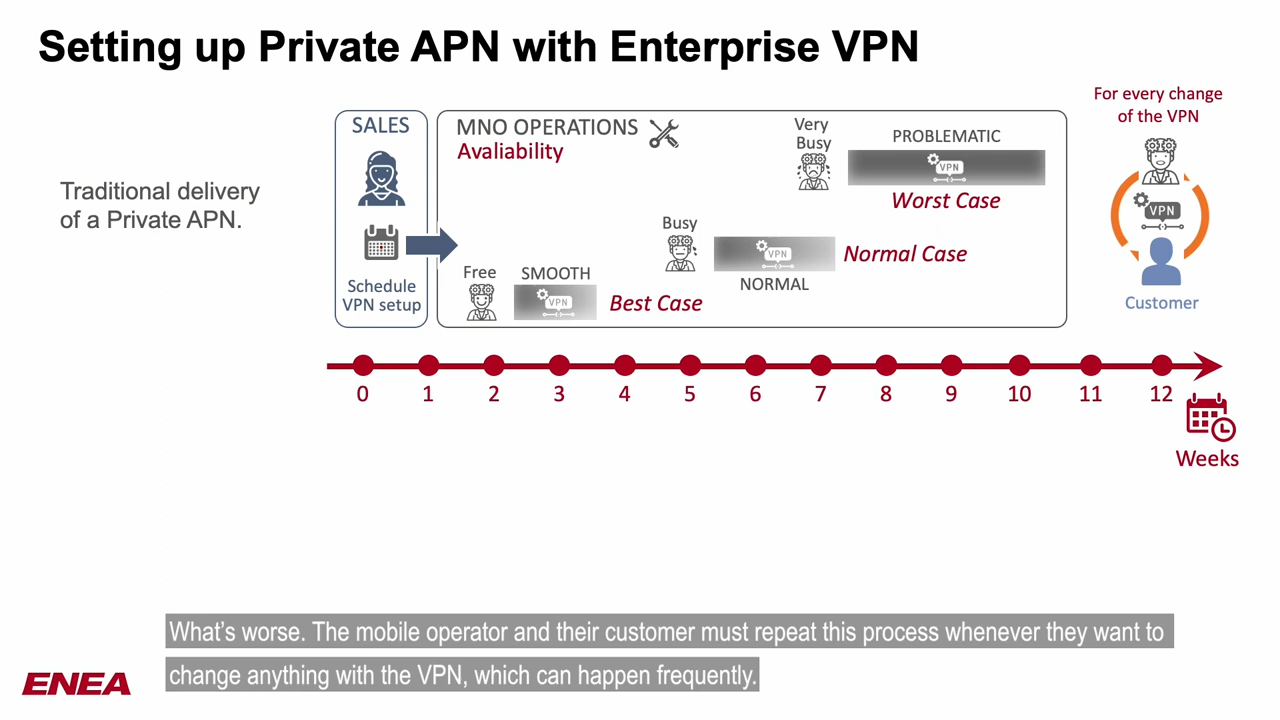 Setting up Private APN with Enterprise VPN
Traditional delivery
of a Private APN.
SALES
Schedule
VPN setup
MNO OPERATIONS
Avaliability
Free
SMOOTH
VPN
Best Case
Busy
VPN
NORMAL
Normal Case
Very
Busy
PROBLEMATIC
VPN
Worst Case
For every change
of the VPN
VPN
Customer
0 1 2 3 4 5 6 7 8 9 10 11 12
Weeks
What's worse. The mobile operator and their customer must repeat this process whenever they want to
change anything with the VPN, which can happen frequently.
ENEA